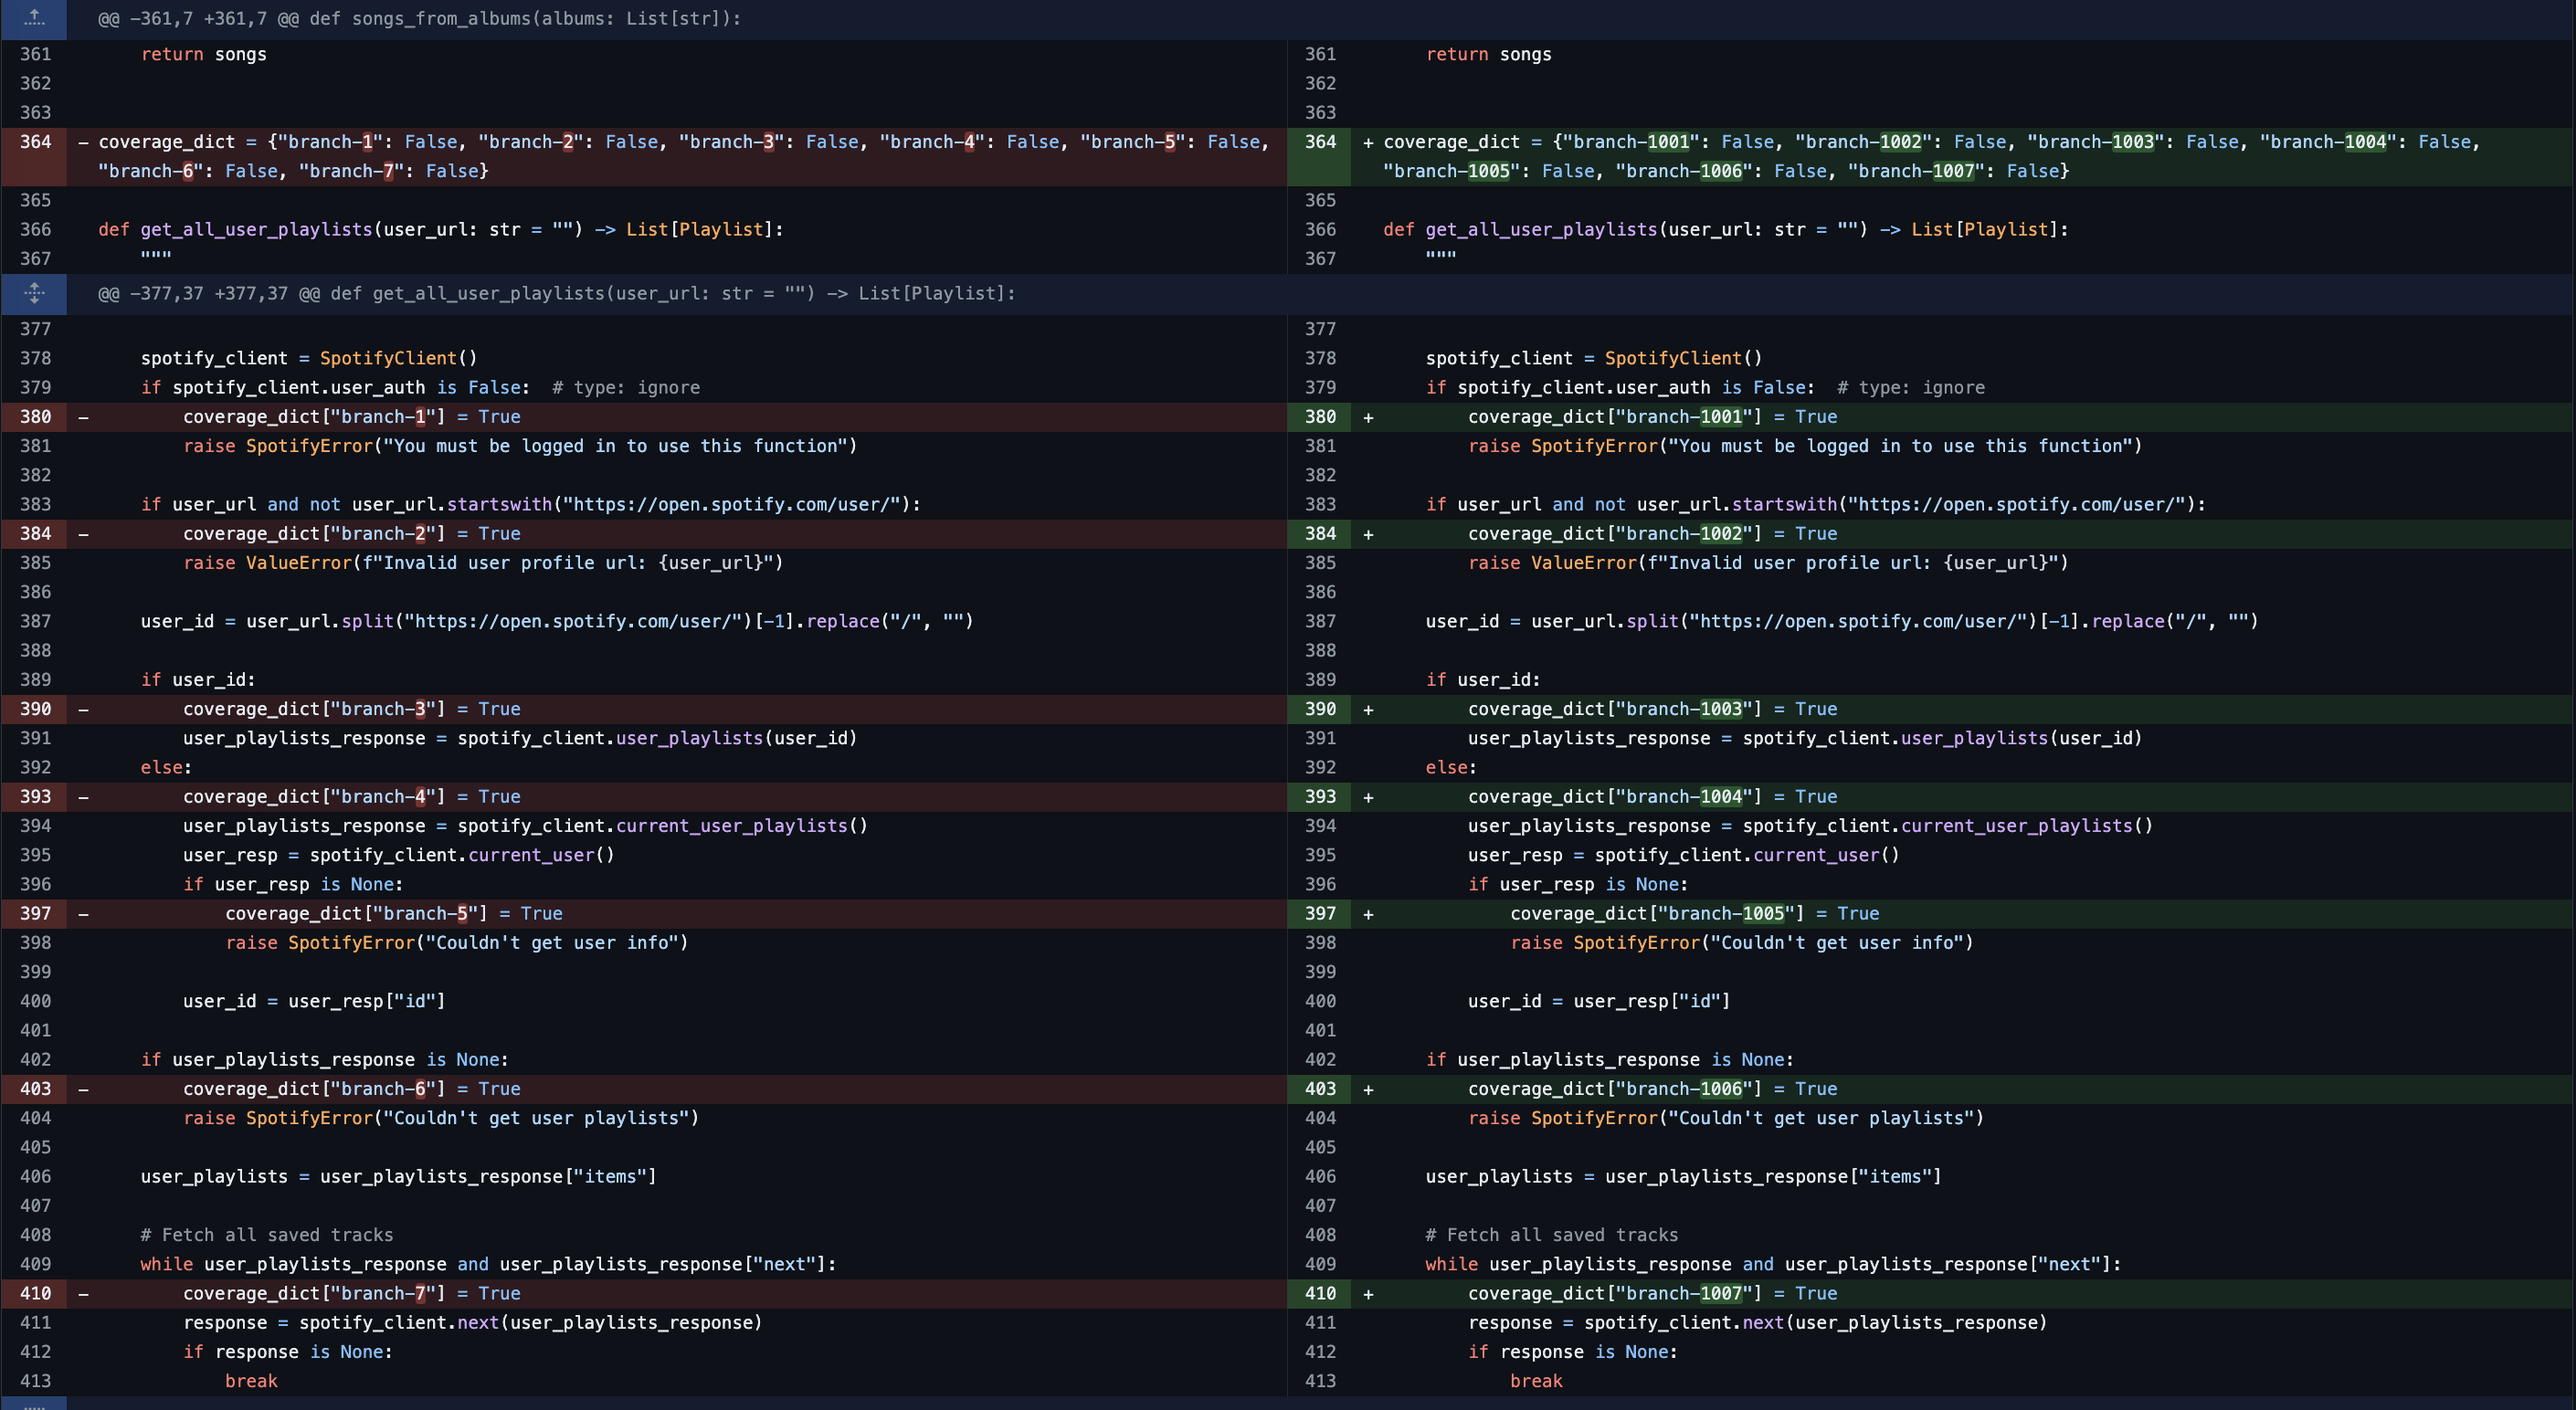 @@ -361,7 +361,7 @@ def songs_from_albums(albums: List[str]):
361     return songs
362
363
364 - coverage_dict = {"branch-1": False, "branch-2": False, "branch-3": False, "branch-4": False, "branch-5": False,
"branch-6": False, "branch-7": False}
365
366 def get_all_user_playlists(user_url: str = "") -> List[Playlist]:
367     """
361     return songs
362
363
364 + coverage_dict = {"branch-1001": False, "branch-1002": False, "branch-1003": False, "branch-1004": False,
"branch-1005": False, "branch-1006": False, "branch-1007": False}
365
366 def get_all_user_playlists(user_url: str = "") -> List[Playlist]:
367     """
@@ -377,37 +377,37 @@ def get_all_user_playlists(user_url: str = "") -> List[Playlist]:
377
378     spotify_client = SpotifyClient()
379     if spotify_client.user_auth is False:  # type: ignore
380 -         coverage_dict["branch-1"] = True
381         raise SpotifyError("You must be logged in to use this function")
382
383     if user_url and not user_url.startswith("https://open.spotify.com/user/"):
384 -         coverage_dict["branch-2"] = True
385         raise ValueError(f"Invalid user profile url: {user_url}")
386
387     user_id = user_url.split("https://open.spotify.com/user/")[-1].replace("/", "")
388
389     if user_id:
390 -         coverage_dict["branch-3"] = True
391         user_playlists_response = spotify_client.user_playlists(user_id)
392     else:
393 -         coverage_dict["branch-4"] = True
394         user_playlists_response = spotify_client.current_user_playlists()
395         user_resp = spotify_client.current_user()
396         if user_resp is None:
397 -             coverage_dict["branch-5"] = True
398             raise SpotifyError("Couldn't get user info")
399
400         user_id = user_resp["id"]
401
402     if user_playlists_response is None:
403 -         coverage_dict["branch-6"] = True
404         raise SpotifyError("Couldn't get user playlists")
405
406     user_playlists = user_playlists_response["items"]
407
408     # Fetch all saved tracks
409     while user_playlists_response and user_playlists_response["next"]:
410 -         coverage_dict["branch-7"] = True
411         response = spotify_client.next(user_playlists_response)
412         if response is None:
413             break
377
378     spotify_client = SpotifyClient()
379     if spotify_client.user_auth is False:  # type: ignore
380 +         coverage_dict["branch-1001"] = True
381         raise SpotifyError("You must be logged in to use this function")
382
383     if user_url and not user_url.startswith("https://open.spotify.com/user/"):
384 +         coverage_dict["branch-1002"] = True
385         raise ValueError(f"Invalid user profile url: {user_url}")
386
387     user_id = user_url.split("https://open.spotify.com/user/")[-1].replace("/", "")
388
389     if user_id:
390 +         coverage_dict["branch-1003"] = True
391         user_playlists_response = spotify_client.user_playlists(user_id)
392     else:
393 +         coverage_dict["branch-1004"] = True
394         user_playlists_response = spotify_client.current_user_playlists()
395         user_resp = spotify_client.current_user()
396         if user_resp is None:
397 +             coverage_dict["branch-1005"] = True
398             raise SpotifyError("Couldn't get user info")
399
400         user_id = user_resp["id"]
401
402     if user_playlists_response is None:
403 +         coverage_dict["branch-1006"] = True
404         raise SpotifyError("Couldn't get user playlists")
405
406     user_playlists = user_playlists_response["items"]
407
408     # Fetch all saved tracks
409     while user_playlists_response and user_playlists_response["next"]:
410 +         coverage_dict["branch-1007"] = True
411         response = spotify_client.next(user_playlists_response)
412         if response is None:
413             break